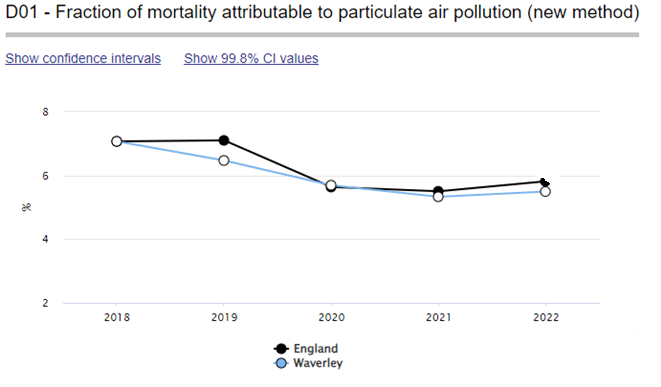 D01 - Fraction of mortality attributable to particulate air pollution (new method)
Show confidence intervals Show 99.8% CI values
8
6
%
4
2
2018 2019 2020 2021 2022
England
Waverley